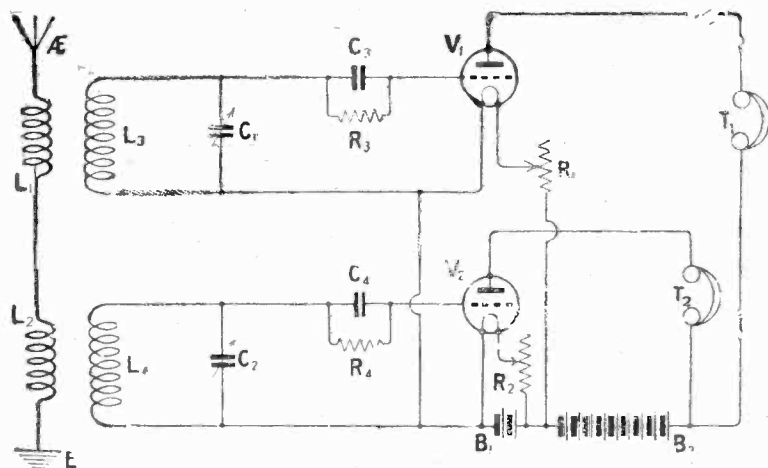 Æ
C₃
V₁
L₃
C₁
R₃
T₁
L₁
R₁
C₄
V₂
L₂
T₂
L₄
C₂
R₄
R₂
B₁
B₂
E